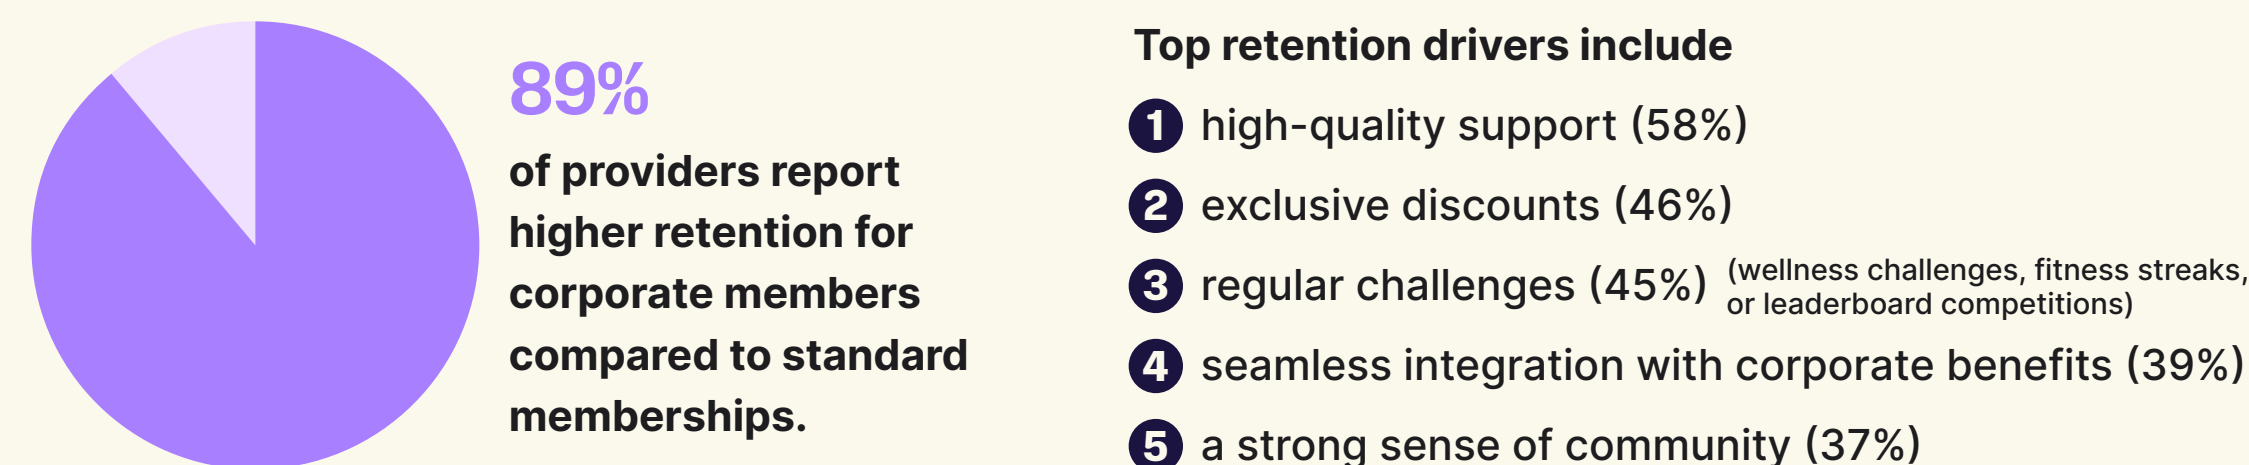 89%
of providers report
higher retention for
corporate members
compared to standard
memberships.
Top retention drivers include
1 high-quality support (58%)
2 exclusive discounts (46%)
3 regular challenges (45%) (wellness challenges, fitness streaks,
or leaderboard competitions)
4 seamless integration with corporate benefits (39%)
5 a strong sense of community (37%)